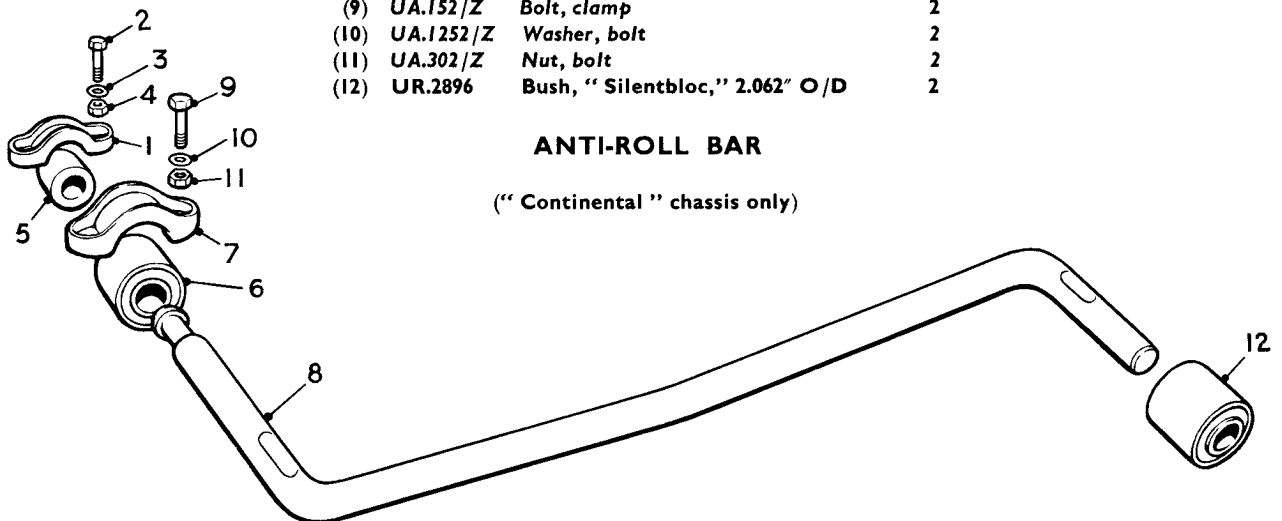 (9) UA.152/Z Bolt, clamp 2
(10) UA.1252/Z Washer, bolt 2
(11) UA.302/Z Nut, bolt 2
(12) UR.2896 Bush, “ Silentbloc,” 2.062″ O/D 2
ANTI-ROLL BAR
(“ Continental ” chassis only)
2
3
4
1
5
9
10
11
7
6
8
12